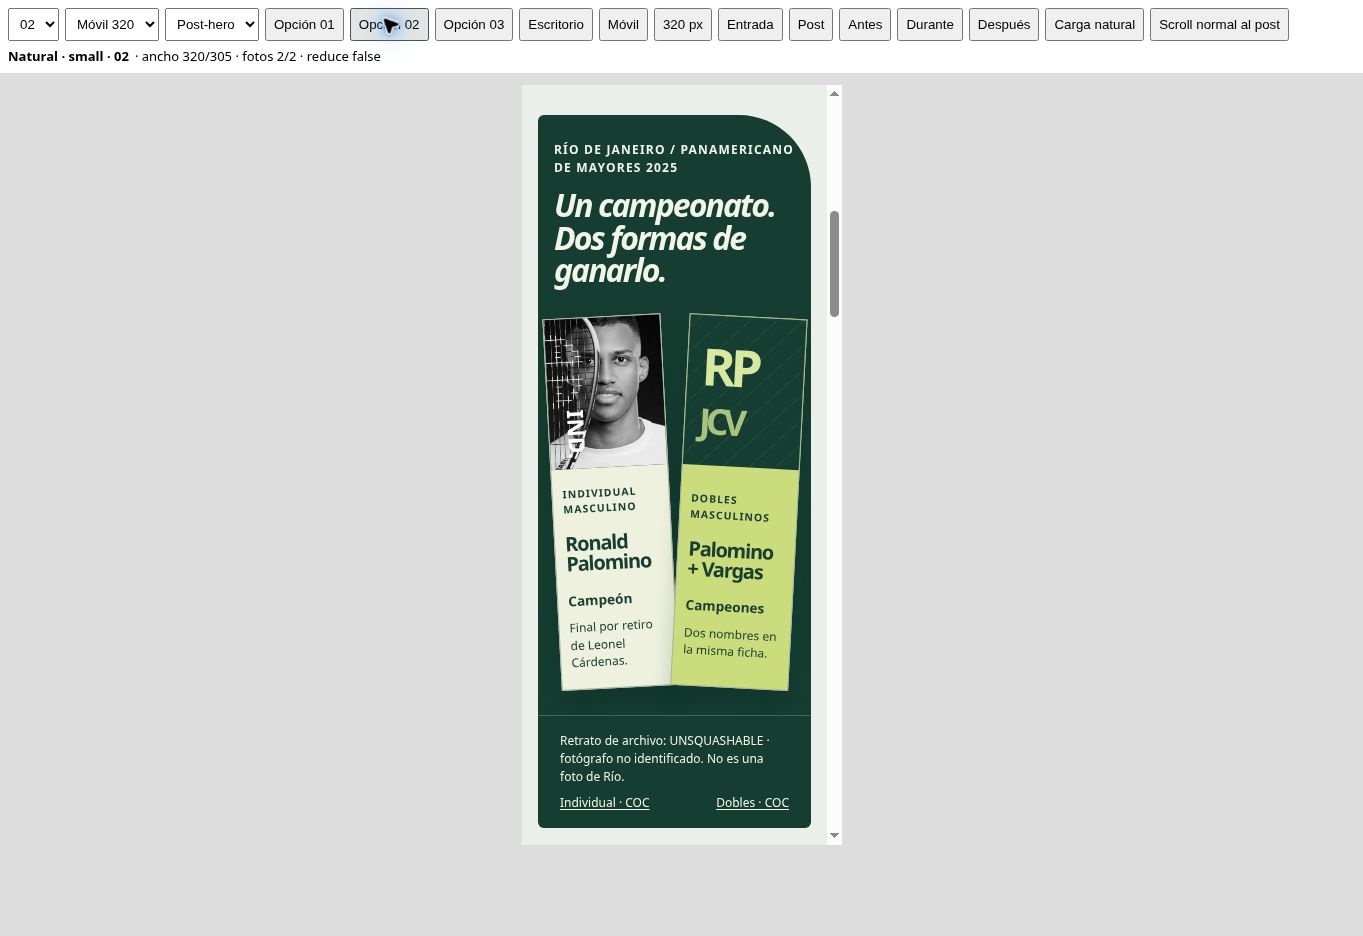 02 Móvil 320 Post-hero Opción 01 Opción 02 Opción 03 Escritorio Móvil 320 px Entrada Post Antes Durante Después Carga natural Scroll normal al post
Natural · small · 02 · ancho 320/305 · fotos 2/2 · reduce false
RÍO DE JANEIRO / PANAMERICANO
DE MAYORES 2025
Un campeonato.
Dos formas de
ganarlo.
RP
JCV
INDIVIDUAL
MASCULINO
Ronald
Palomino
Campeón
Final por retiro
de Leonel
Cárdenas.
DOBLES
MASCULINOS
Palomino
+ Vargas
Campeones
Dos nombres en
la misma ficha.
Retrato de archivo: UNSQUASHABLE ·
fotógrafo no identificado. No es una
foto de Río.
Individual · COC Dobles · COC